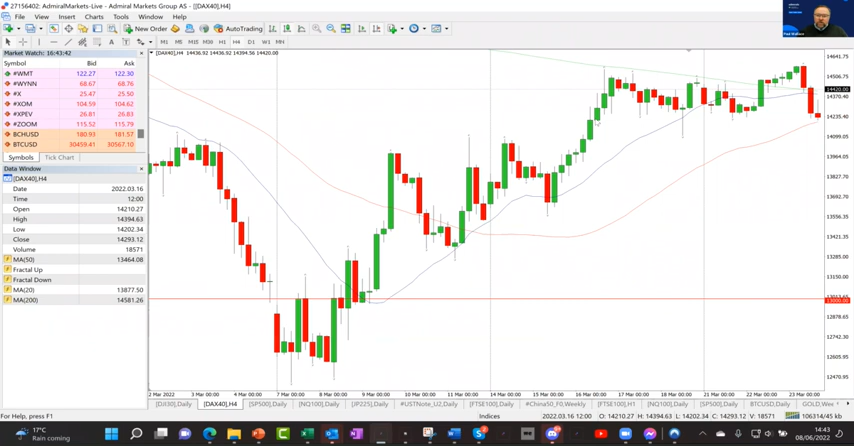 27156402: AdmiralMarkets-Live - Admiral Markets Group AS - [[DAX40],H4]
File View Insert Charts Tools Window Help
New Order AutoTrading
M1 M5 M15 M30 H1 H4 D1 W1 MN
Paul Wallace
Market Watch: 16:43:42
Symbol Bid Ask
#WMT 122.27 122.30
#WYNN 68.67 68.76
#X 25.47 25.50
#XOM 104.59 104.62
#XPEV 26.81 26.83
#ZOOM 115.52 115.79
BCHUSD 180.93 181.57
BTCUSD 30459.41 30567.10
Symbols Tick Chart
Data Window
[DAX40],H4
Date 2022.03.16
Time 12:00
Open 14210.27
High 14394.63
Low 14202.34
Close 14293.12
Volume 18571
MA(50) 13464.08
Fractal Up
Fractal Down
MA(20) 13877.50
MA(200) 14581.26
[DAX40],H4 14436.92 14436.92 14394.56 14420.00
14641.75
14506.75
14420.00
14370.40
14235.40
14099.05
13964.05
13827.70
13692.70
13556.35
13421.35
13285.00
13150.00
13000.00
12878.65
12742.30
12605.95
12470.95
2 Mar 2022 3 Mar 00:00 4 Mar 00:00 7 Mar 00:00 8 Mar 00:00 9 Mar 00:00 10 Mar 00:00 11 Mar 00:00 14 Mar 00:00 15 Mar 00:00 16 Mar 00:00 17 Mar 00:00 18 Mar 00:00 21 Mar 00:00 22 Mar 00:00 23 Mar 00:00
[DJI30],Daily [DAX40],H4 [SP500],Daily [NQ100],Daily [JP225],Daily #USTNote_U2,Daily [FTSE100],Daily #China50_F0,Weekly [FTSE100],H1 [NQ100],Daily [SP500],Daily BTCUSD,Daily GOLD,Wee
For Help, press F1 Indices 2022.03.16 12:00 O: 14210.27 H: 14394.63 L: 14202.34 C: 14293.12 V: 18571 106314/45 kb
17°C
Rain coming
14:43
08/06/2022